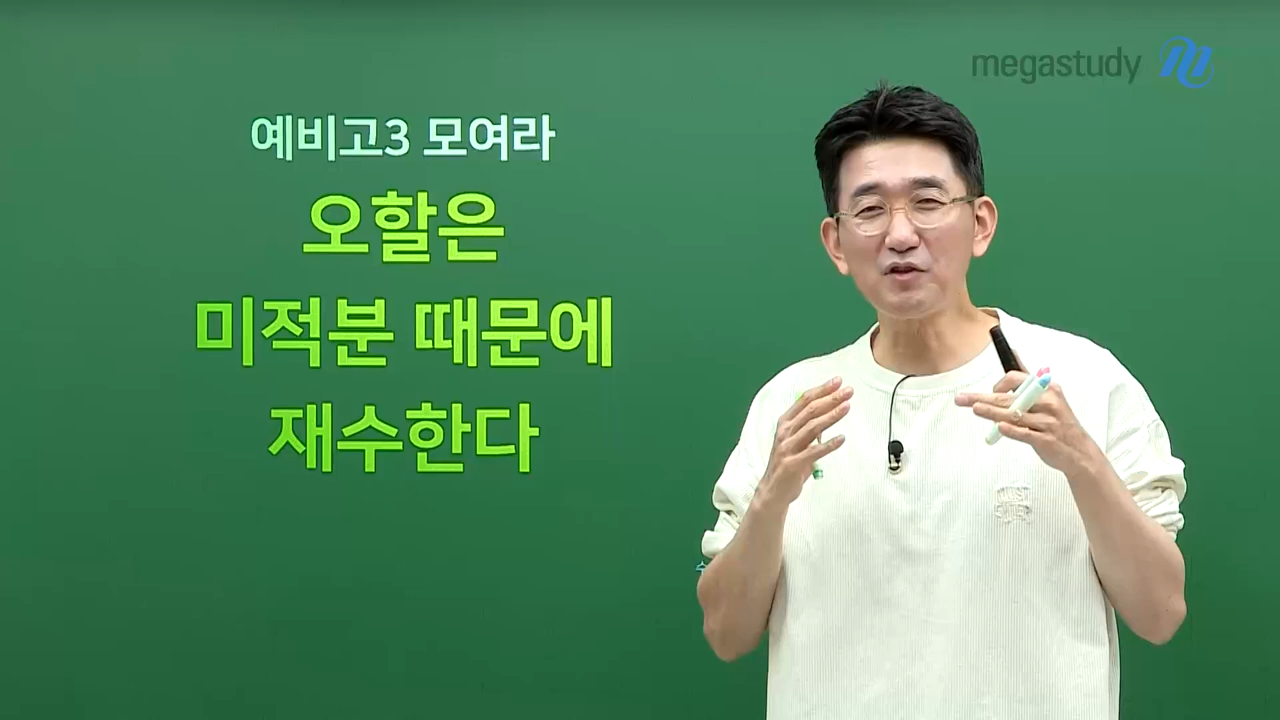 megastudy
예비고3 모여라
오할은
미적분 때문에
재수한다